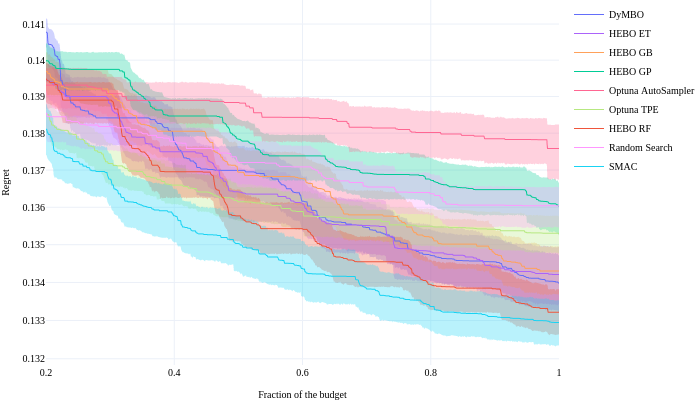 0.141
0.14
0.139
0.138
0.137
0.136
0.135
0.134
0.133
0.132
Regret
0.2
0.4
0.6
0.8
1
Fraction of the budget
DyMBO
HEBO ET
HEBO GB
HEBO GP
Optuna AutoSampler
Optuna TPE
HEBO RF
Random Search
SMAC